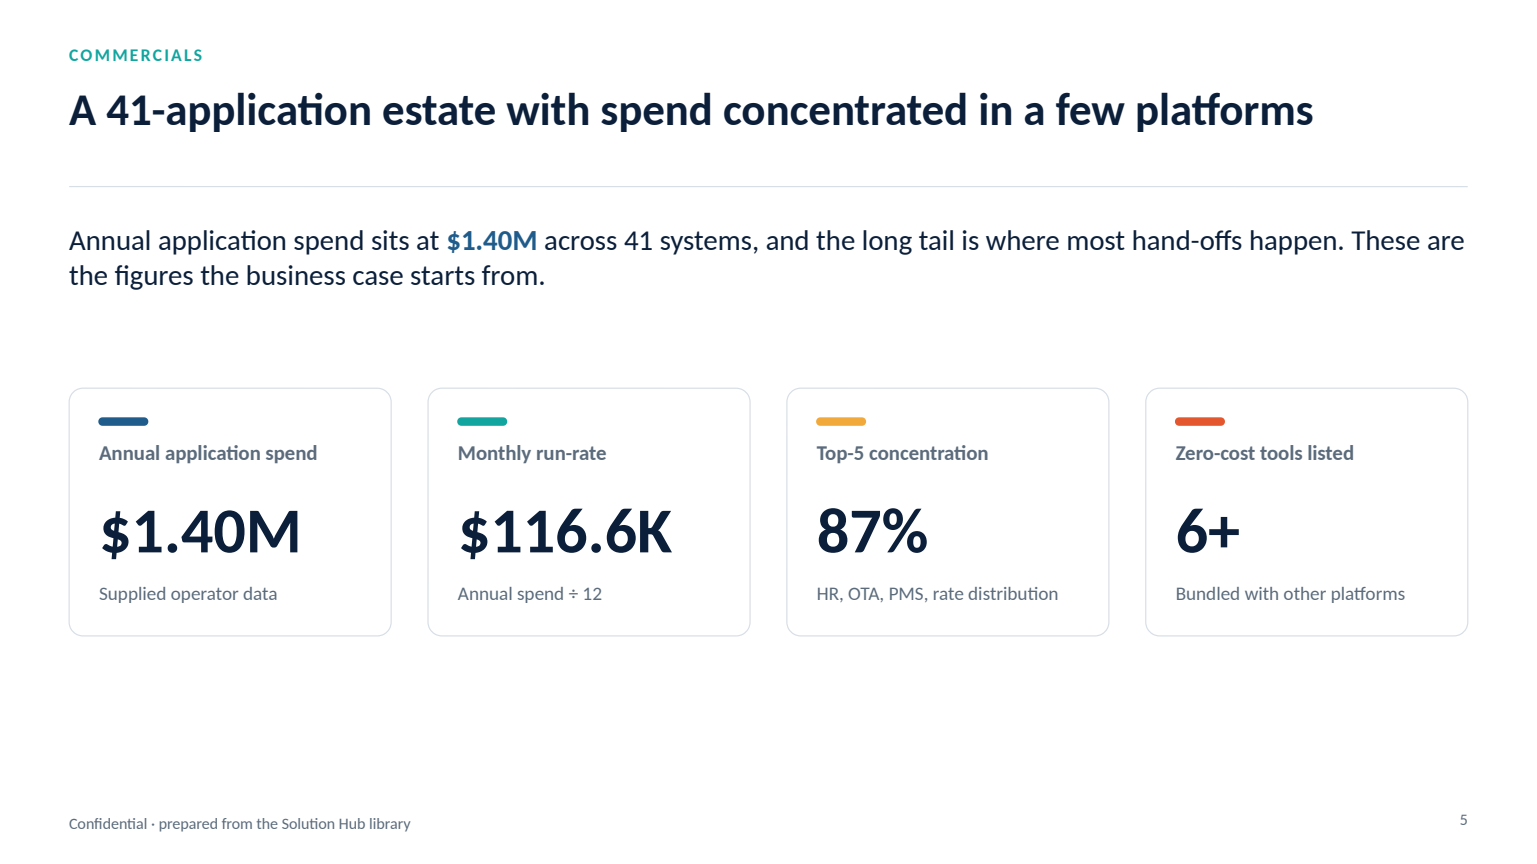 COMMERCIALS
A 41-application estate with spend concentrated in a few platforms
Annual application spend sits at $1.40M across 41 systems, and the long tail is where most hand-offs happen. These are
the figures the business case starts from.
Annual application spend
$1.40M
Supplied operator data
Monthly run-rate
$116.6K
Annual spend ÷ 12
Top-5 concentration
87%
HR, OTA, PMS, rate distribution
Zero-cost tools listed
6+
Bundled with other platforms
Confidential · prepared from the Solution Hub library
5